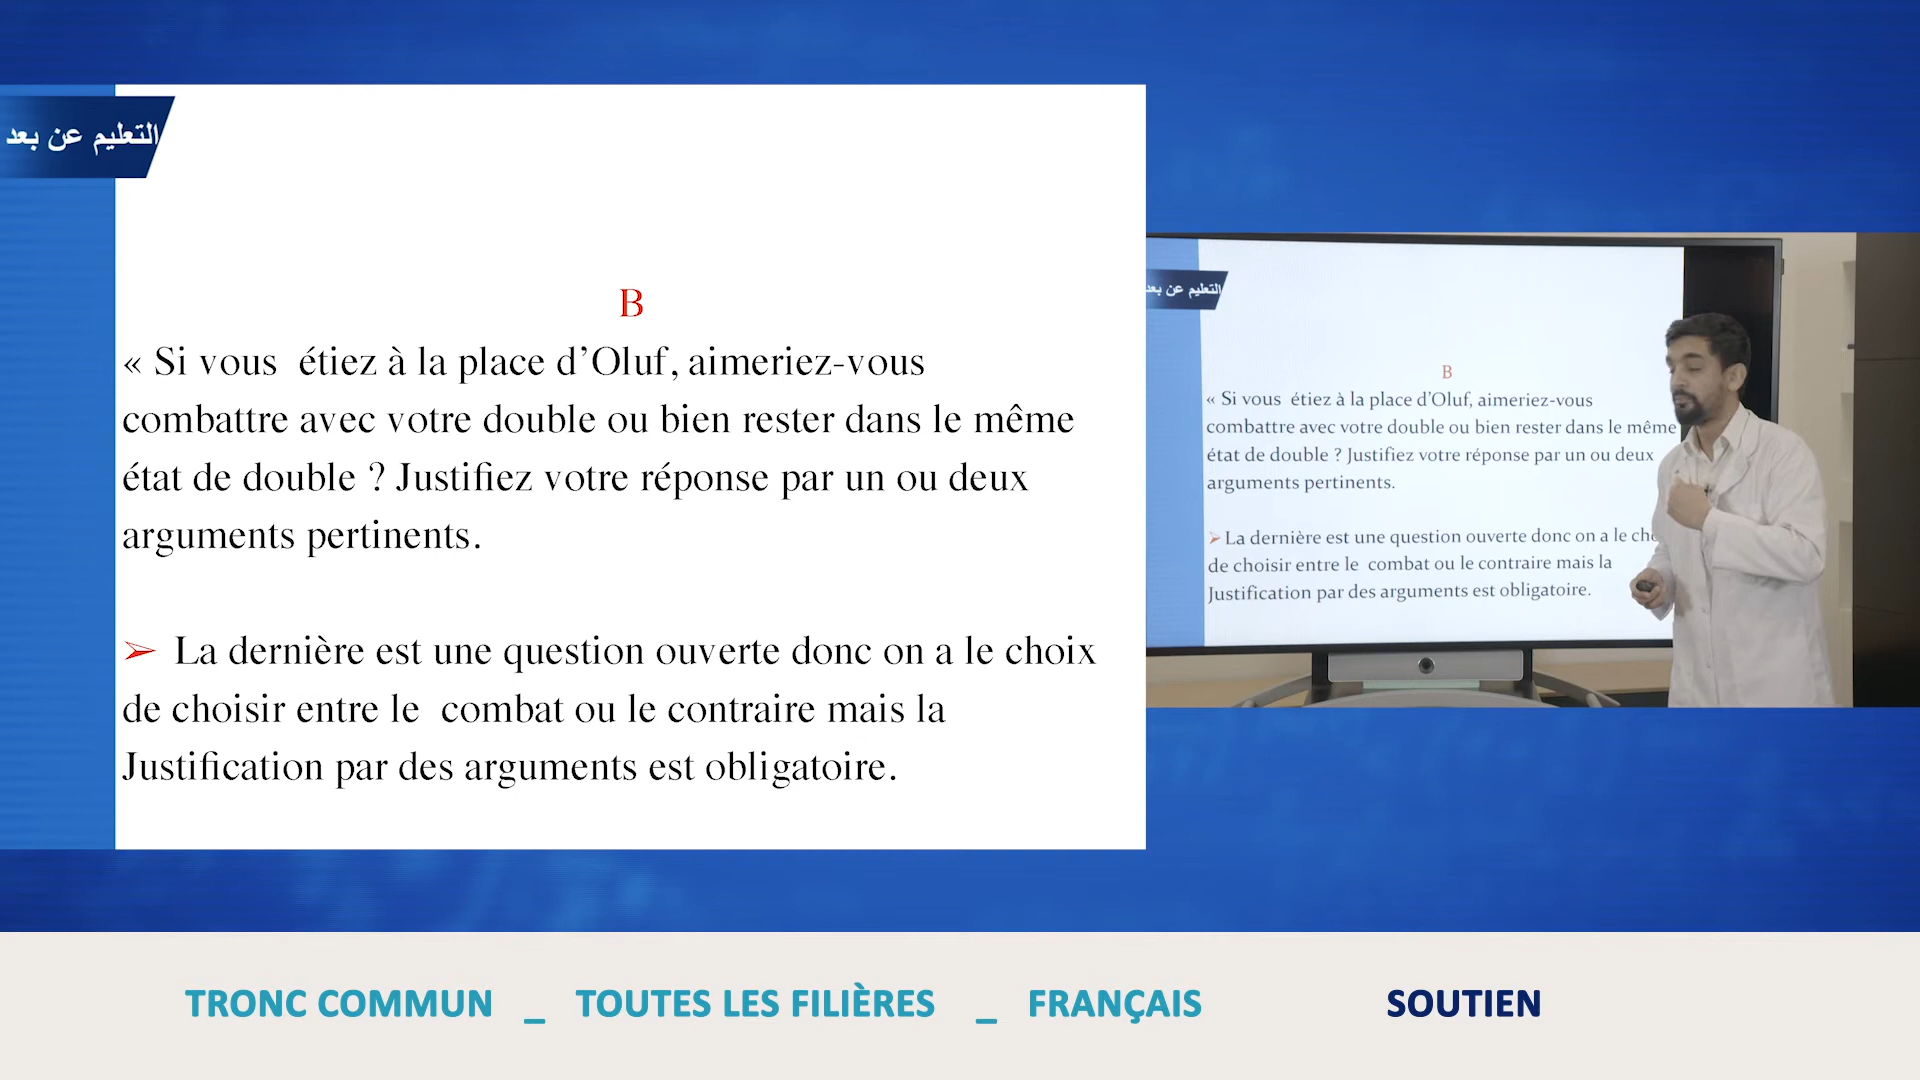 التعليم عن بعد
B
« Si vous étiez à la place d’Oluf, aimeriez-vous
combattre avec votre double ou bien rester dans le même
état de double ? Justifiez votre réponse par un ou deux
arguments pertinents.
➢ La dernière est une question ouverte donc on a le choix
de choisir entre le combat ou le contraire mais la
Justification par des arguments est obligatoire.
التعليم عن بعد
B
« Si vous étiez à la place d’Oluf, aimeriez-vous
combattre avec votre double ou bien rester dans le même
état de double ? Justifiez votre réponse par un ou deux
arguments pertinents.
➢ La dernière est une question ouverte donc on a le
de choisir entre le combat ou le contraire mais la
Justification par des arguments est obligatoire.
TRONC COMMUN _ TOUTES LES FILIÈRES _ FRANÇAIS SOUTIEN